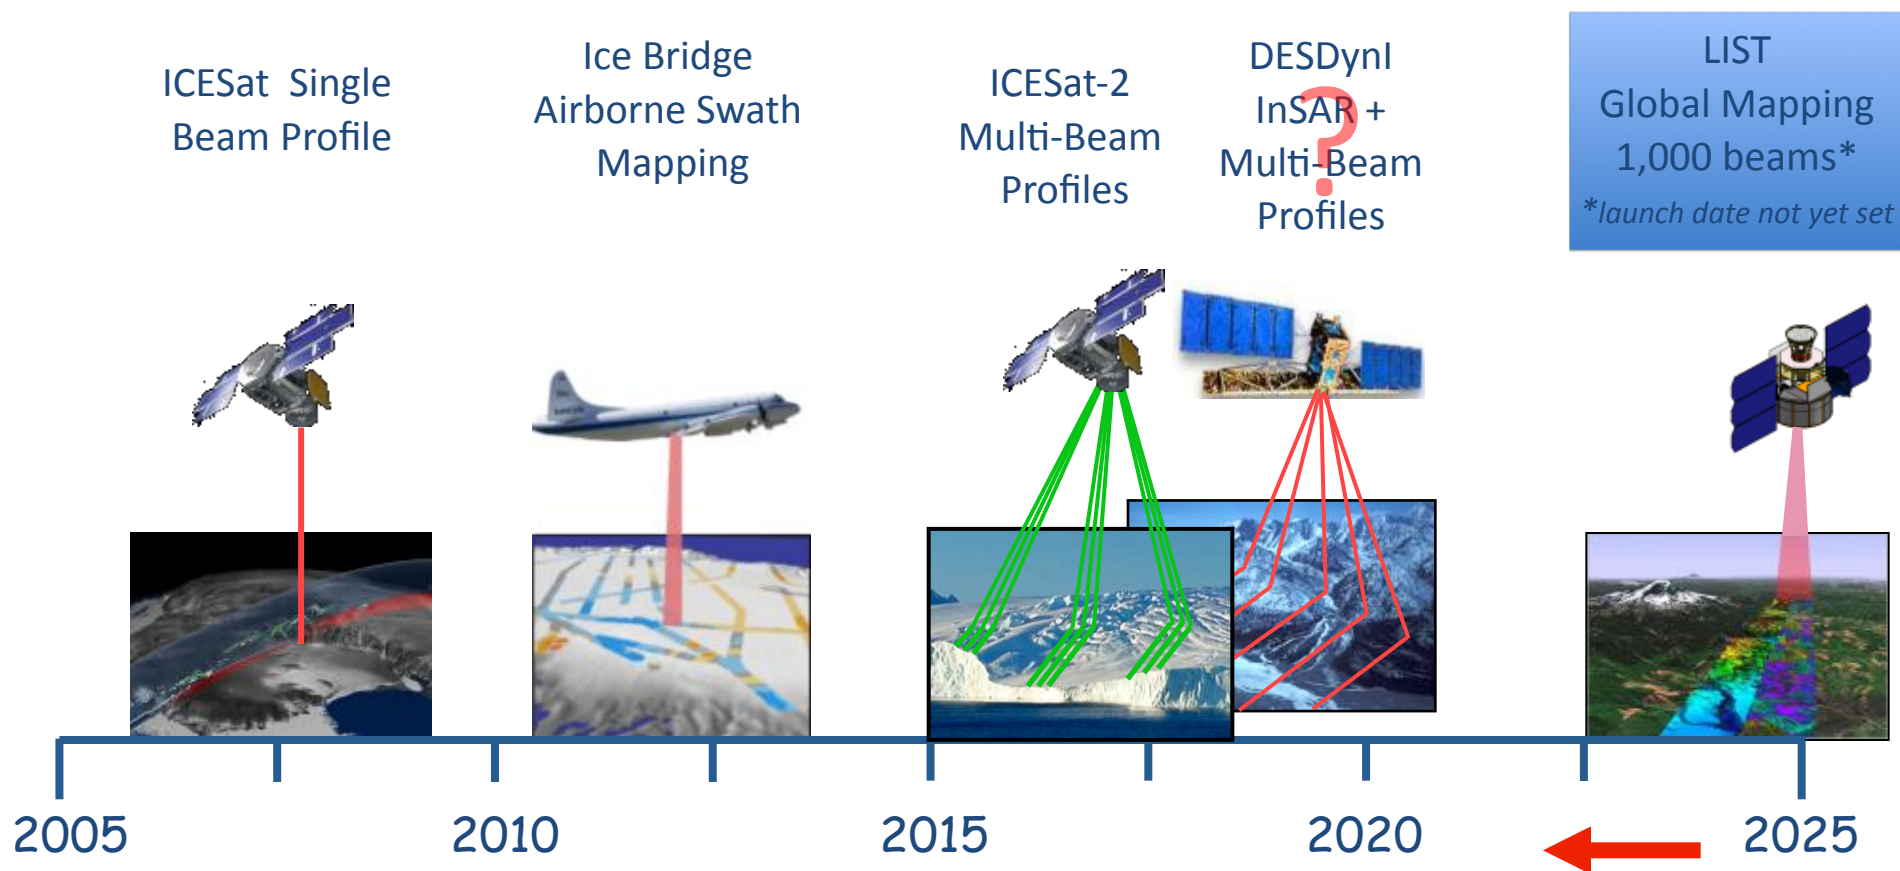 ICESat Single
Beam Profile
Ice Bridge
Airborne Swath
Mapping
ICESat-2
Multi-Beam
Profiles
DESDynI
InSAR +
Multi-Beam
Profiles
?
LIST
Global Mapping
1,000 beams*
*launch date not yet set
2005
2010
2015
2020
2025